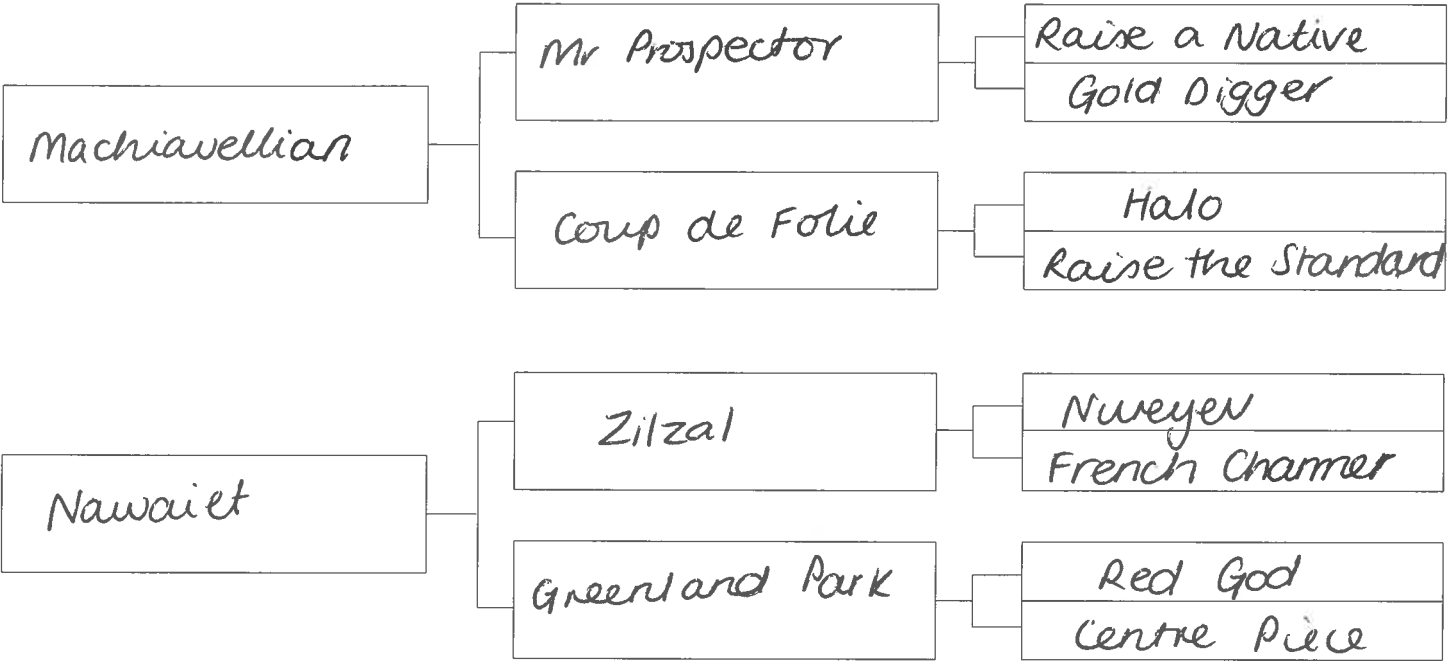 Mr Prospector
Raise a Native
Gold Digger
Machiavellian
Coup de Folie
Halo
Raise the Standard
Zilzal
Nureyev
French Charmer
Nawaiet
Greenland Park
Red God
Centre Piece